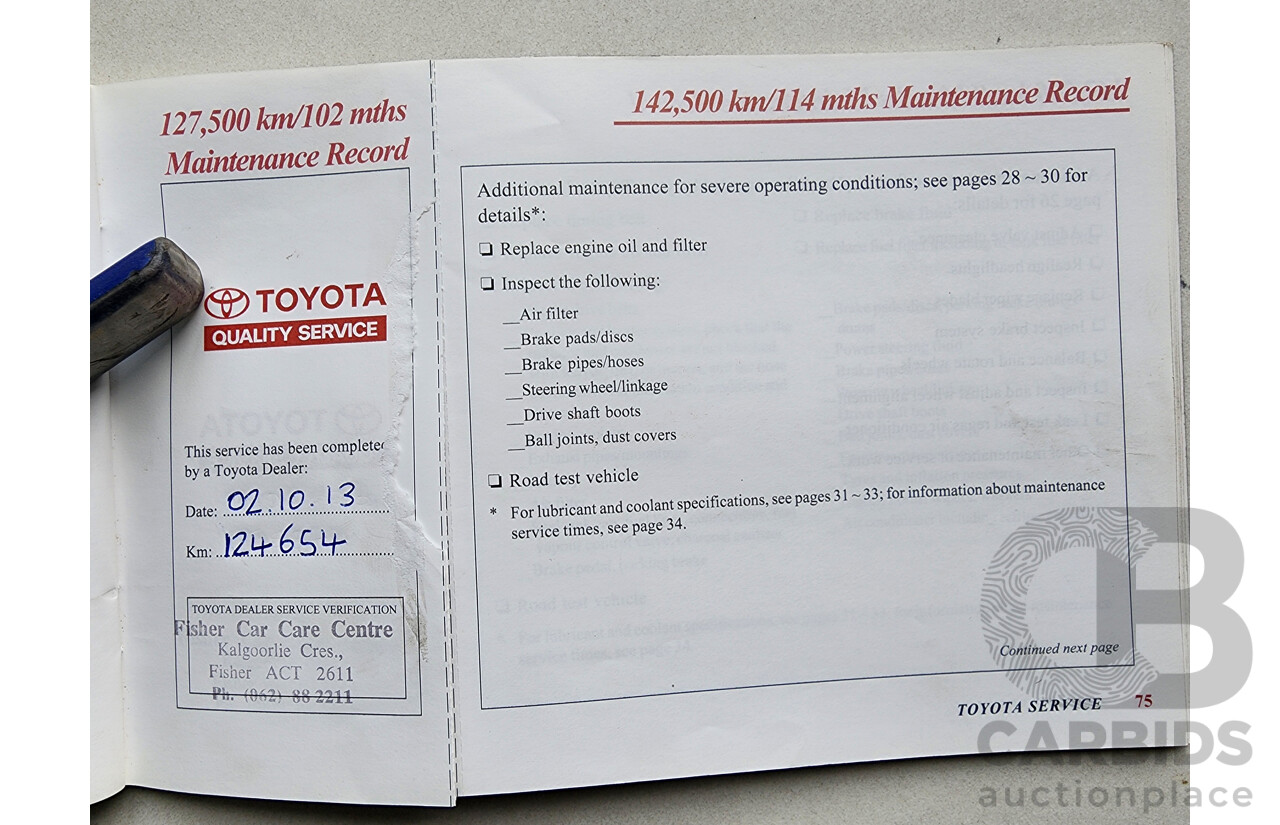 127,500 km/102 mths
Maintenance Record
TOYOTA
QUALITY SERVICE
This service has been completed
by a Toyota Dealer:
Date: 02.10.13
Km: 124654
TOYOTA DEALER SERVICE VERIFICATION
Fisher Car Care Centre
Kalgoorlie Cres.,
Fisher ACT 2611
Ph. (062) 88 2211
142,500 km/114 mths Maintenance Record
Additional maintenance for severe operating conditions; see pages 28 ~ 30 for
details*:
❏ Replace engine oil and filter
❏ Inspect the following:
__Air filter
__Brake pads/discs
__Brake pipes/hoses
__Steering wheel/linkage
__Drive shaft boots
__Ball joints, dust covers
❏ Road test vehicle
* For lubricant and coolant specifications, see pages 31 ~ 33; for information about maintenance
service times, see page 34.
Continued next page
TOYOTA SERVICE 75
CARBIDS
auctionplace